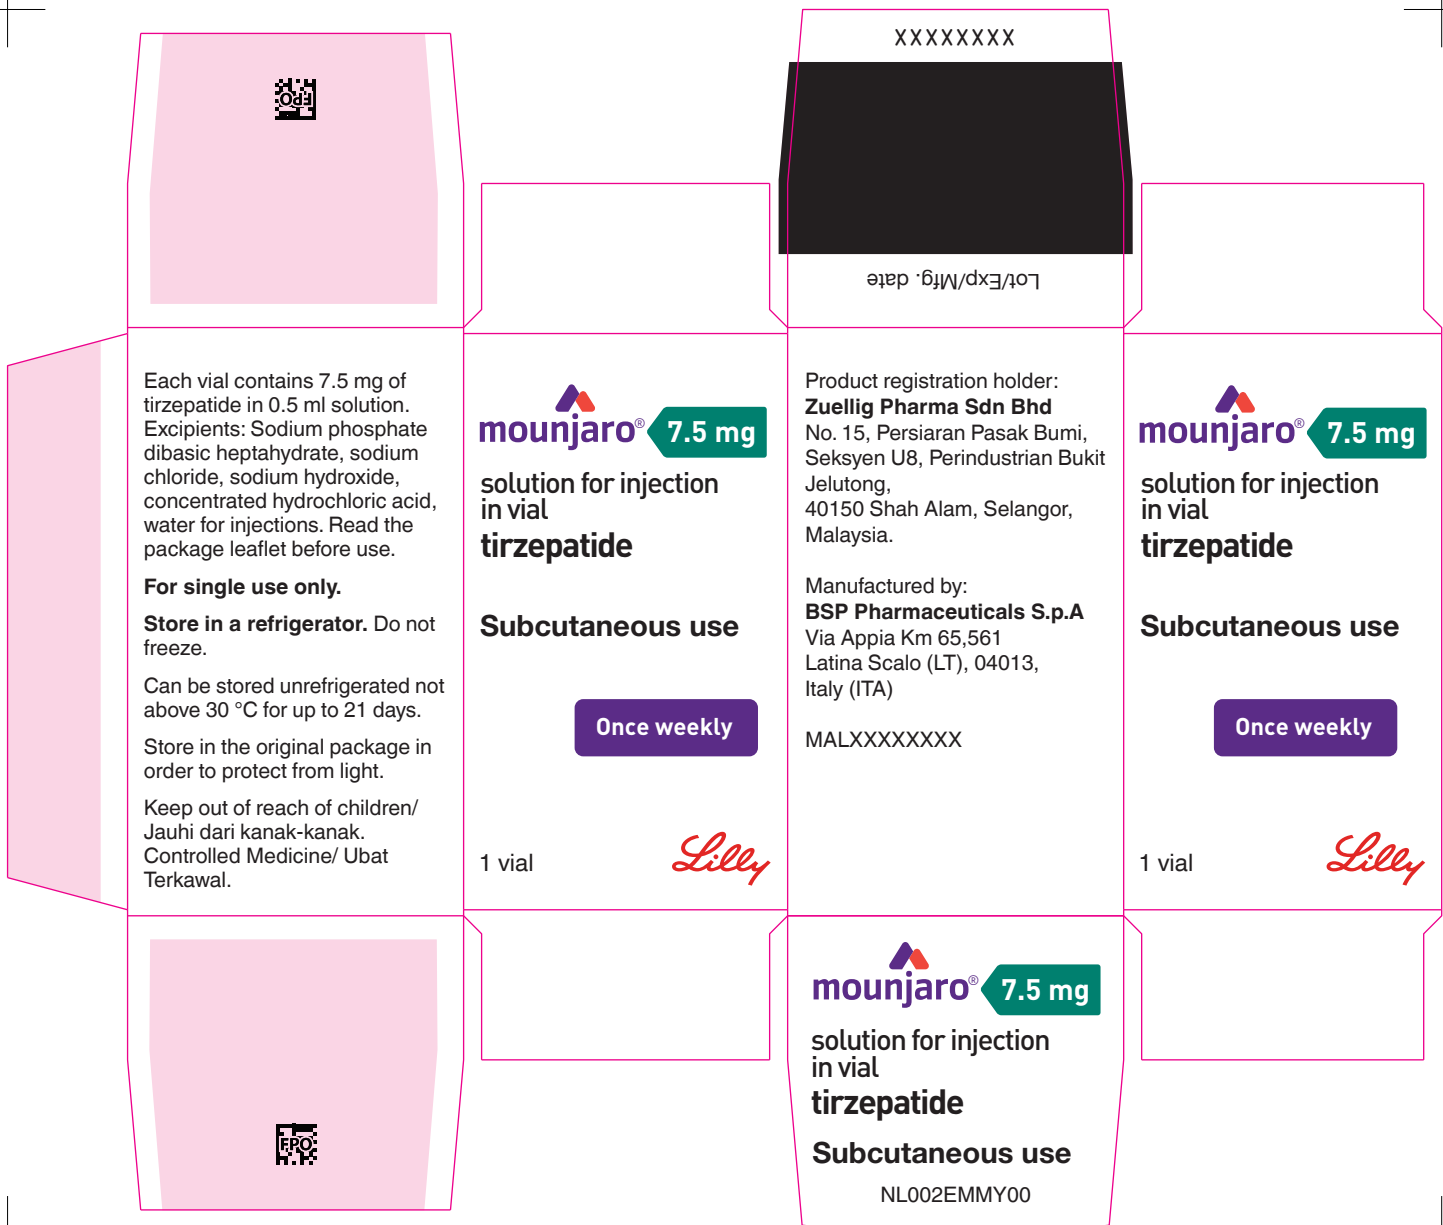 XXXXXXXX
FPO
Lot/Exp/Mfg. date
Each vial contains 7.5 mg of
tirzepatide in 0.5 ml solution.
Excipients: Sodium phosphate
dibasic heptahydrate, sodium
chloride, sodium hydroxide,
concentrated hydrochloric acid,
water for injections. Read the
package leaflet before use.
For single use only.
Store in a refrigerator. Do not
freeze.
Can be stored unrefrigerated not
above 30 °C for up to 21 days.
Store in the original package in
order to protect from light.
Keep out of reach of children/
Jauhi dari kanak-kanak.
Controlled Medicine/ Ubat
Terkawal.
mounjaro® 7.5 mg
solution for injection
in vial
tirzepatide
Subcutaneous use
Once weekly
1 vial
Lilly
Product registration holder:
Zuellig Pharma Sdn Bhd
No. 15, Persiaran Pasak Bumi,
Seksyen U8, Perindustrian Bukit
Jelutong,
40150 Shah Alam, Selangor,
Malaysia.
Manufactured by:
BSP Pharmaceuticals S.p.A
Via Appia Km 65,561
Latina Scalo (LT), 04013,
Italy (ITA)
MALXXXXXXXX
mounjaro® 7.5 mg
solution for injection
in vial
tirzepatide
Subcutaneous use
Once weekly
1 vial
Lilly
FPO
mounjaro® 7.5 mg
solution for injection
in vial
tirzepatide
Subcutaneous use
NL002EMMY00